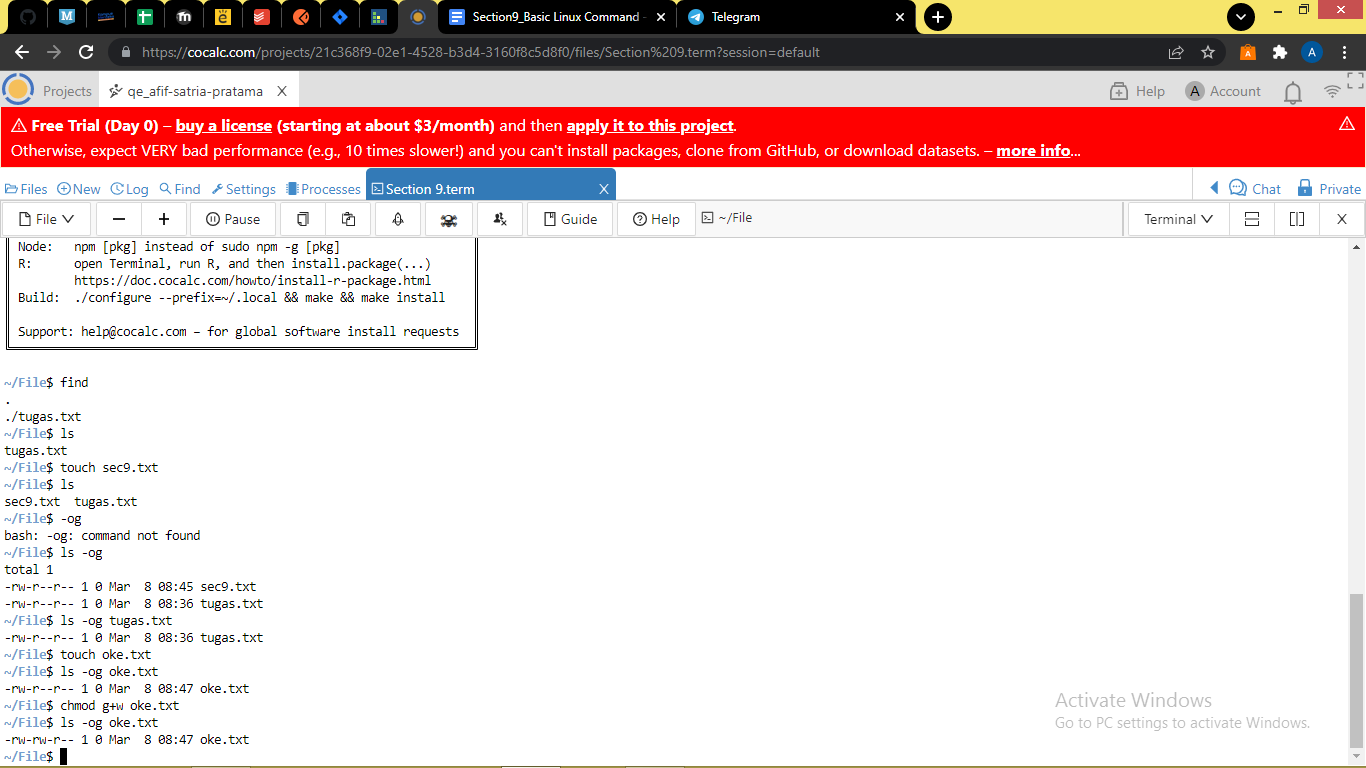 Section9_Basic Linux Command -
Telegram
https://cocalc.com/projects/21c368f9-02e1-4528-b3d4-3160f8c5d8f0/files/Section%209.term?session=default
A
Projects
qe_afif-satria-pratama
Help
A Account
Free Trial (Day 0) – buy a license (starting at about $3/month) and then apply it to this project.
Otherwise, expect VERY bad performance (e.g., 10 times slower!) and you can't install packages, clone from GitHub, or download datasets. – more info...
Files New Log Find Settings Processes Section 9.term Chat Private
File Pause Guide Help ~/File Terminal
Node:   npm [pkg] instead of sudo npm -g [pkg]
R:      open Terminal, run R, and then install.package(...)
        https://doc.cocalc.com/howto/install-r-package.html
Build:  ./configure --prefix=~/.local && make && make install
Support: help@cocalc.com – for global software install requests
~/File$ find
.
./tugas.txt
~/File$ ls
tugas.txt
~/File$ touch sec9.txt
~/File$ ls
sec9.txt  tugas.txt
~/File$ -og
bash: -og: command not found
~/File$ ls -og
total 1
-rw-r--r-- 1 0 Mar  8 08:45 sec9.txt
-rw-r--r-- 1 0 Mar  8 08:36 tugas.txt
~/File$ ls -og tugas.txt
-rw-r--r-- 1 0 Mar  8 08:36 tugas.txt
~/File$ touch oke.txt
~/File$ ls -og oke.txt
-rw-r--r-- 1 0 Mar  8 08:47 oke.txt
~/File$ chmod g+w oke.txt
~/File$ ls -og oke.txt
-rw-rw-r-- 1 0 Mar  8 08:47 oke.txt
~/File$
Activate Windows
Go to PC settings to activate Windows.